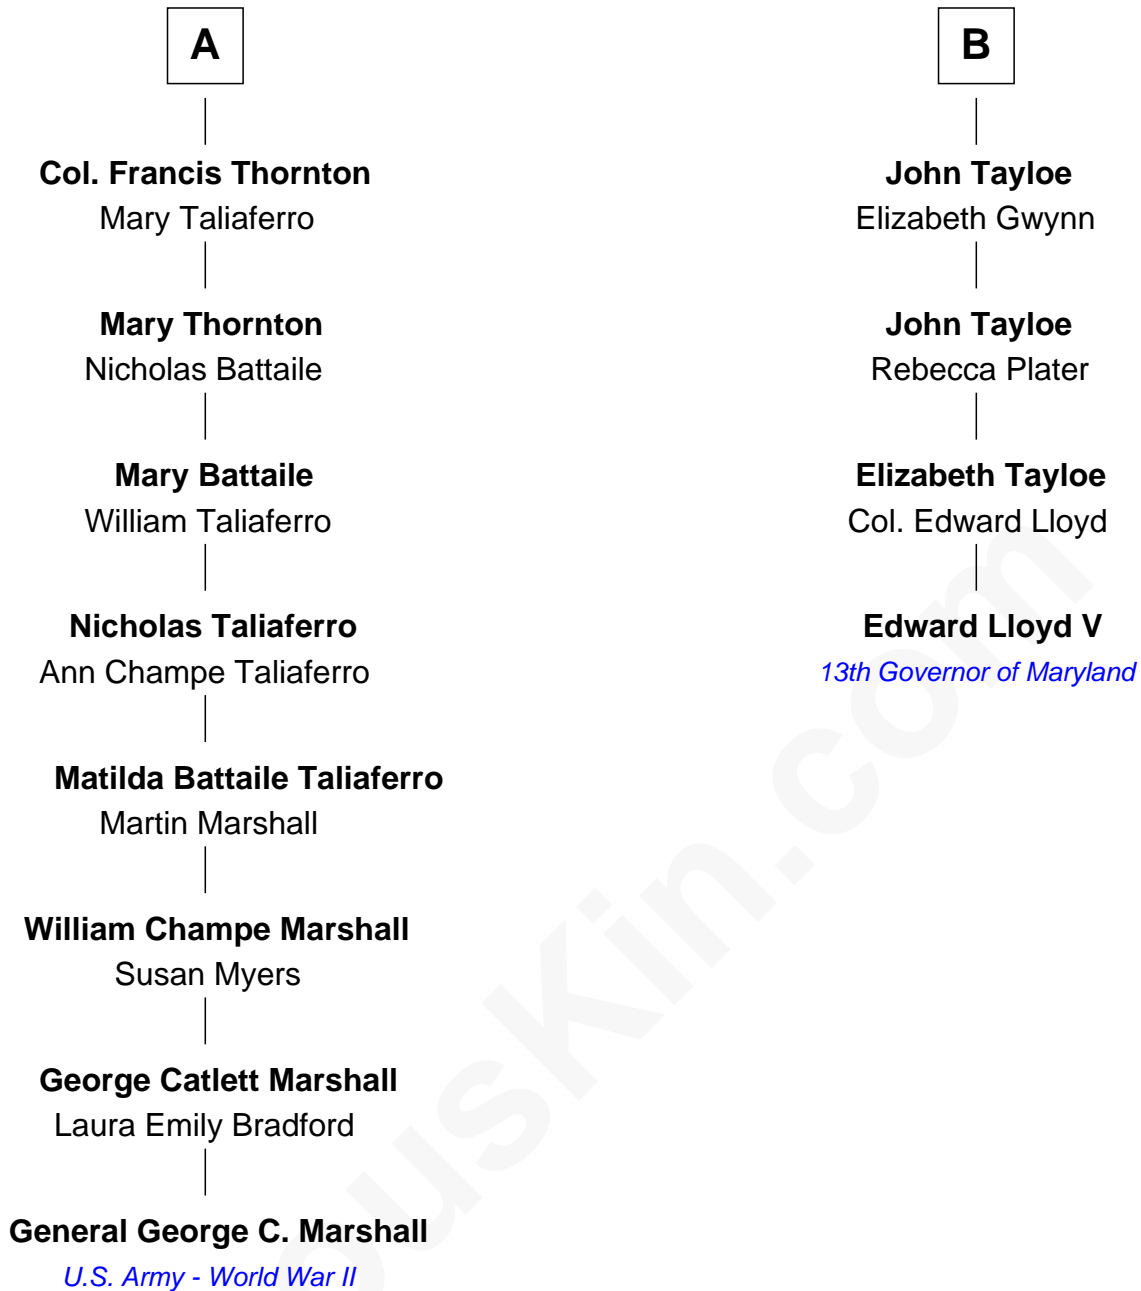 A
Col. Francis Thornton
Mary Taliaferro
Mary Thornton
Nicholas Battaile
Mary Battaile
William Taliaferro
Nicholas Taliaferro
Ann Champe Taliaferro
Matilda Battaile Taliaferro
Martin Marshall
William Champe Marshall
Susan Myers
George Catlett Marshall
Laura Emily Bradford
General George C. Marshall
U.S. Army - World War II
B
John Tayloe
Elizabeth Gwynn
John Tayloe
Rebecca Plater
Elizabeth Tayloe
Col. Edward Lloyd
Edward Lloyd V
13th Governor of Maryland
ousKin.com